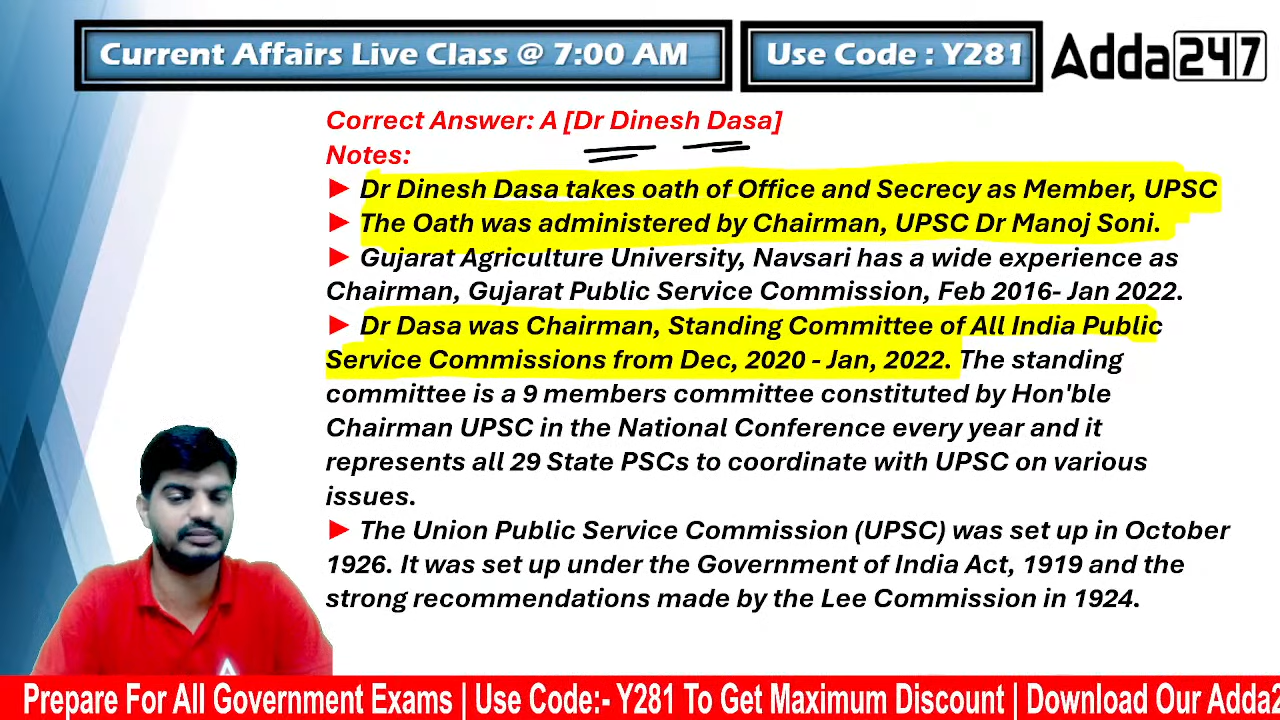 Current Affairs Live Class @ 7:00 AM
Use Code : Y281
Adda247
Correct Answer: A [Dr Dinesh Dasa]
Notes:
► Dr Dinesh Dasa takes oath of Office and Secrecy as Member, UPSC
► The Oath was administered by Chairman, UPSC Dr Manoj Soni.
► Gujarat Agriculture University, Navsari has a wide experience as
Chairman, Gujarat Public Service Commission, Feb 2016- Jan 2022.
► Dr Dasa was Chairman, Standing Committee of All India Public
Service Commissions from Dec, 2020 - Jan, 2022. The standing
committee is a 9 members committee constituted by Hon'ble
Chairman UPSC in the National Conference every year and it
represents all 29 State PSCs to coordinate with UPSC on various
issues.
► The Union Public Service Commission (UPSC) was set up in October
1926. It was set up under the Government of India Act, 1919 and the
strong recommendations made by the Lee Commission in 1924.
Prepare For All Government Exams | Use Code:- Y281 To Get Maximum Discount | Download Our Adda2